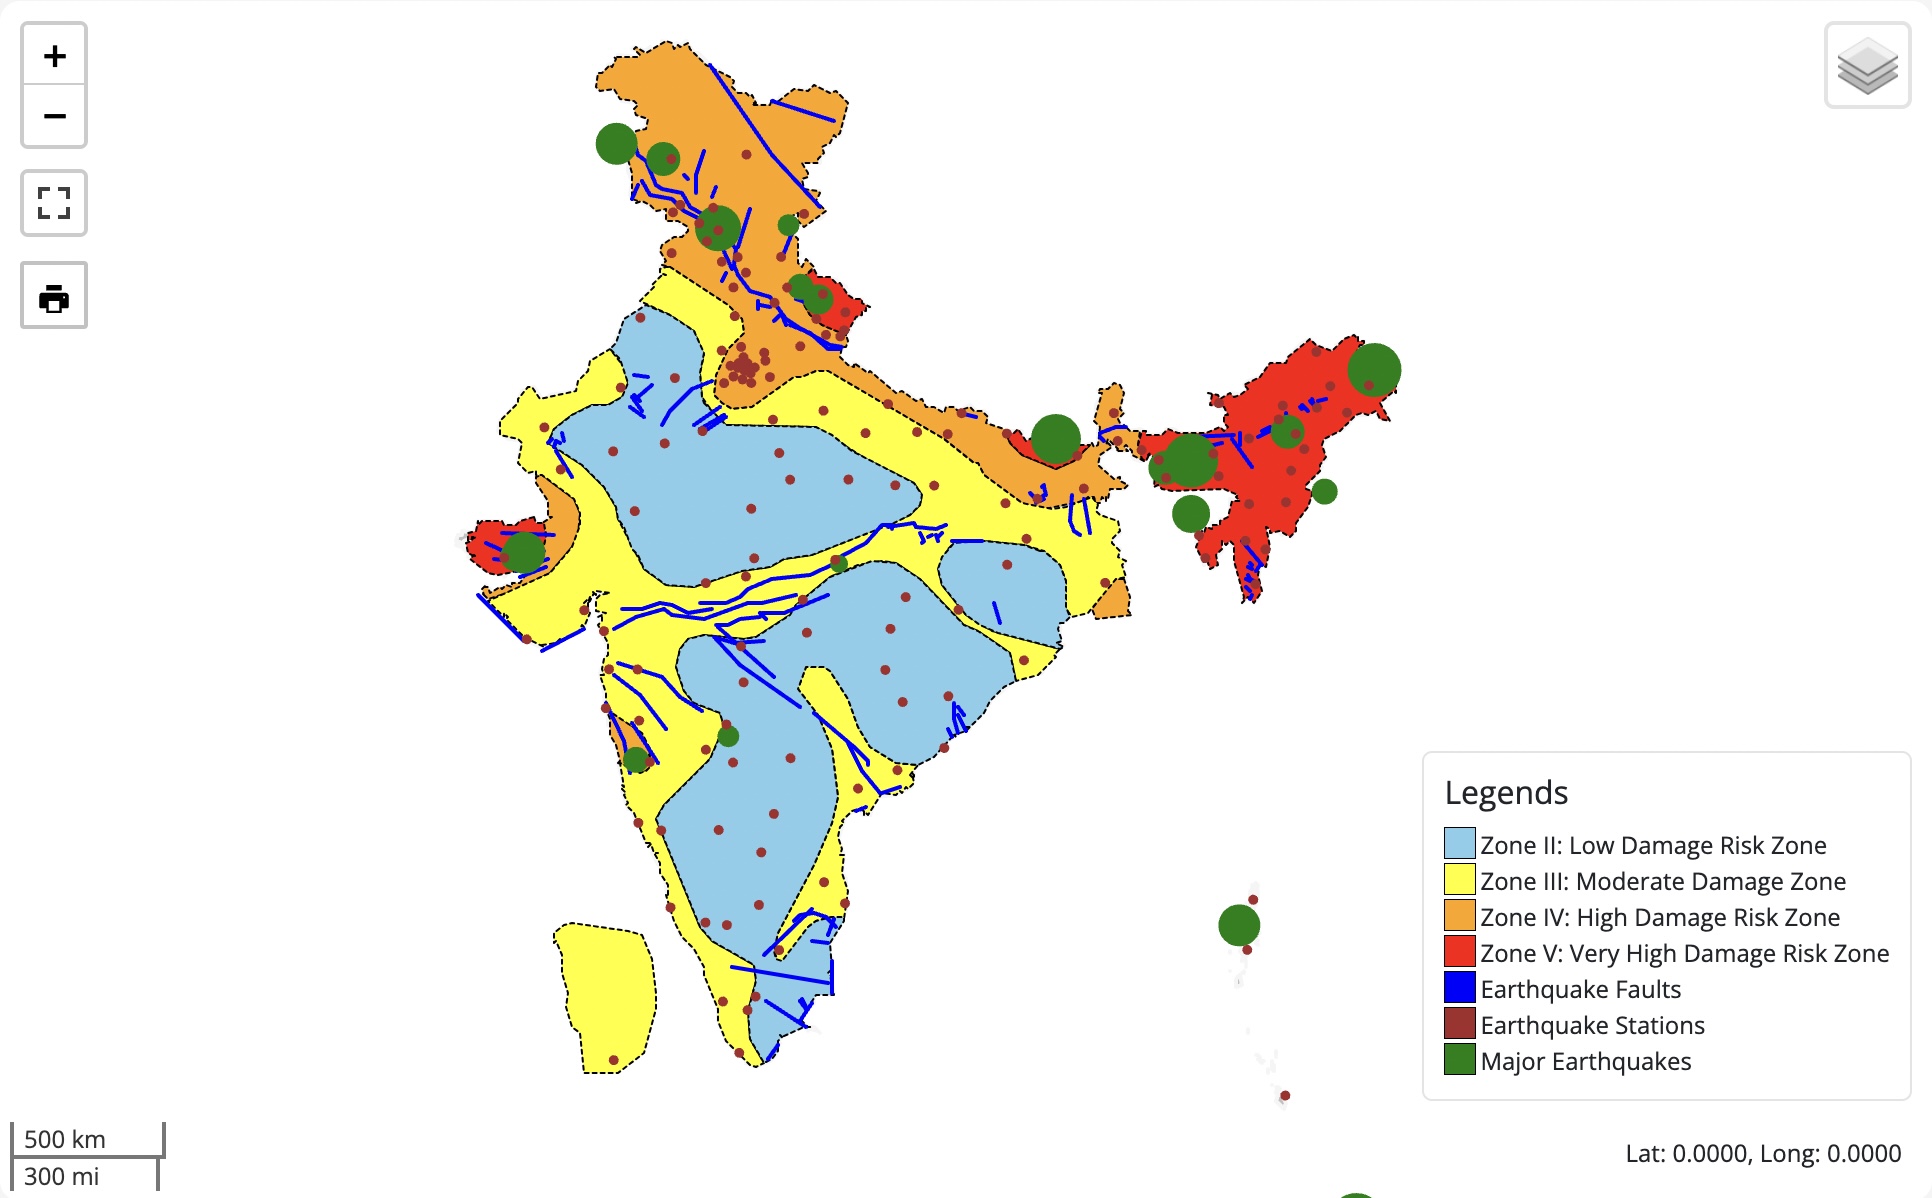 +
−
Legends
Zone II: Low Damage Risk Zone
Zone III: Moderate Damage Zone
Zone IV: High Damage Risk Zone
Zone V: Very High Damage Risk Zone
Earthquake Faults
Earthquake Stations
Major Earthquakes
500 km
300 mi
Lat: 0.0000, Long: 0.0000